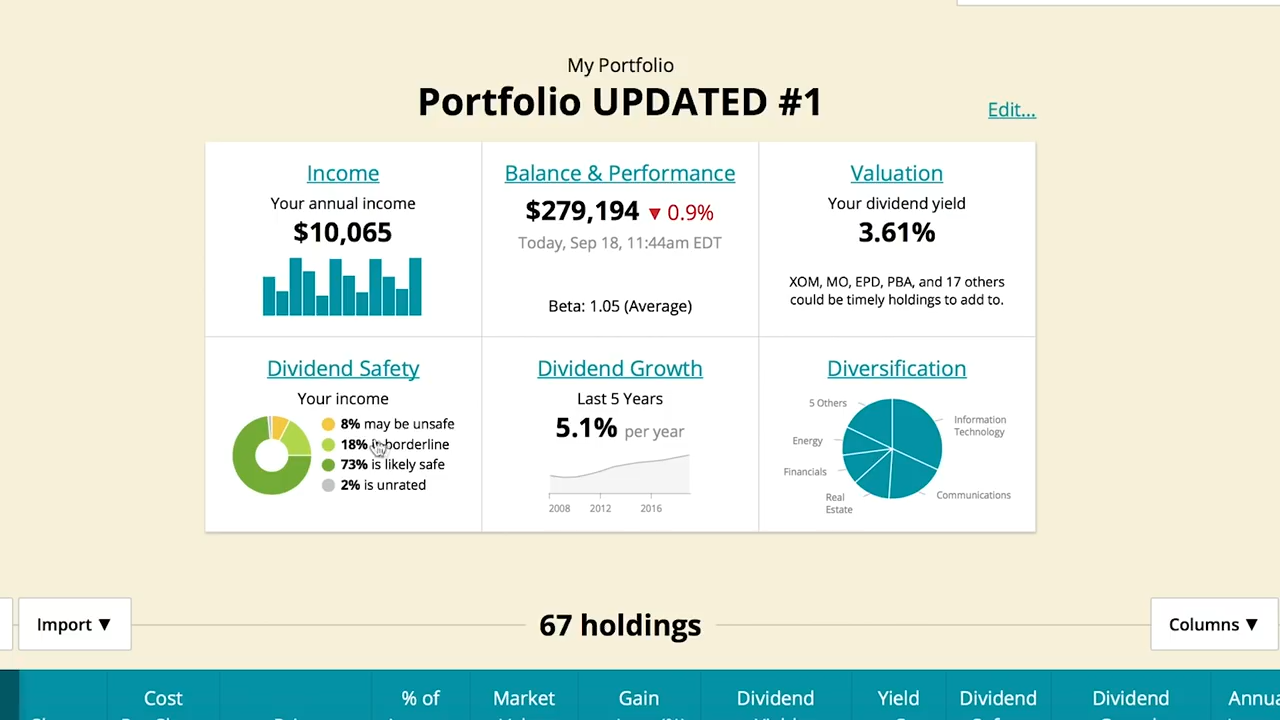 My Portfolio
Portfolio UPDATED #1
Edit...
Income
Your annual income
$10,065
Balance & Performance
$279,194 ▼ 0.9%
Today, Sep 18, 11:44am EDT
Beta: 1.05 (Average)
Valuation
Your dividend yield
3.61%
XOM, MO, EPD, PBA, and 17 others
could be timely holdings to add to.
Dividend Safety
Your income
8% may be unsafe
18% is borderline
73% is likely safe
2% is unrated
Dividend Growth
Last 5 Years
5.1% per year
2008 2012 2016
Diversification
5 Others
Energy
Financials
Real
Estate
Information
Technology
Communications
Import ▼
67 holdings
Columns ▼
Cost
% of
Market
Gain
Dividend
Yield
Dividend
Dividend